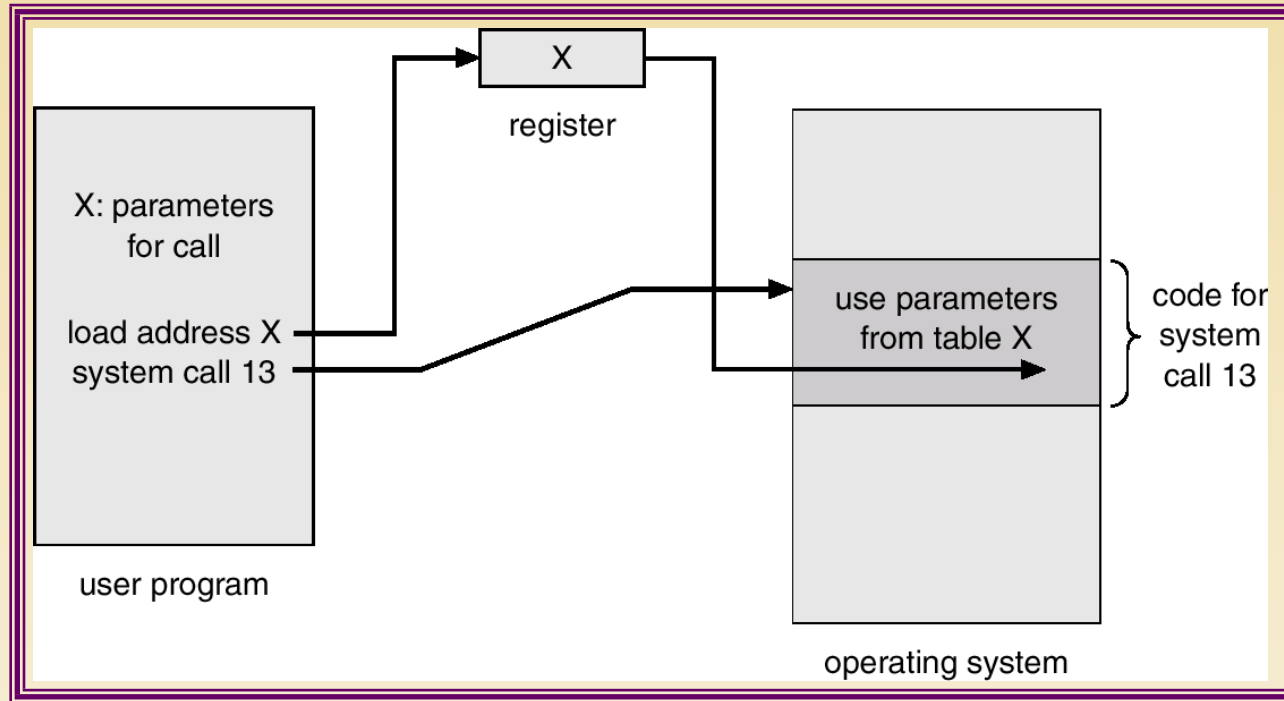 X
register
X: parameters
for call
load address X
system call 13
user program
use parameters
from table X
code for
system
call 13
operating system